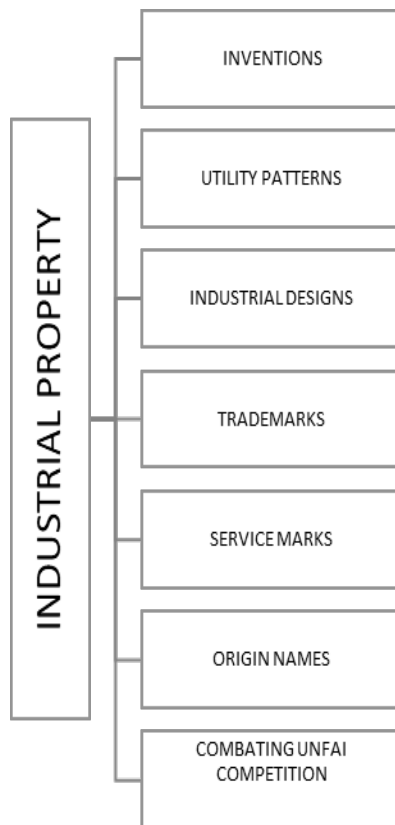 INDUSTRIAL PROPERTY
INVENTIONS
UTILITY PATTERNS
INDUSTRIAL DESIGNS
TRADEMARKS
SERVICE MARKS
ORIGIN NAMES
COMBATING UNFAI
COMPETITION